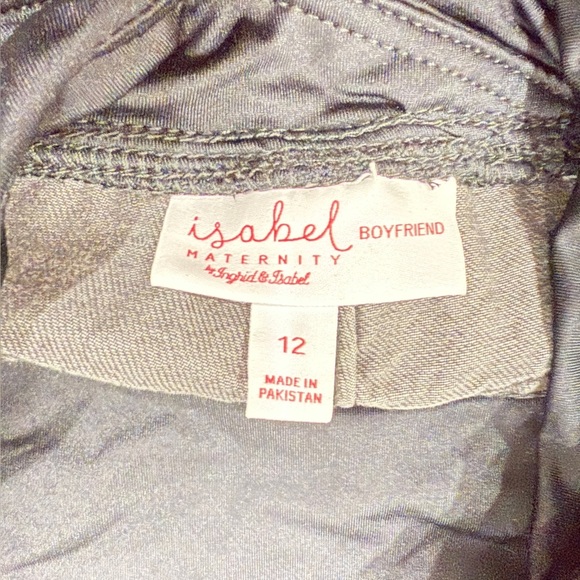 isabel BOYFRIEND
MATERNITY
by Ingrid & Isabel
12
MADE IN
PAKISTAN